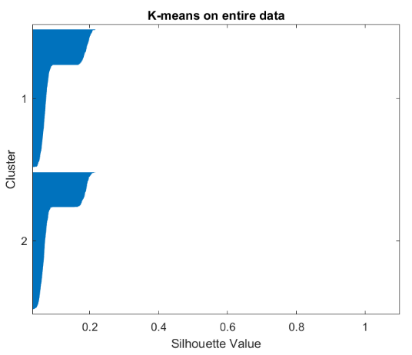 K-means on entire data
Cluster
1
2
0.2 0.4 0.6 0.8 1
Silhouette Value